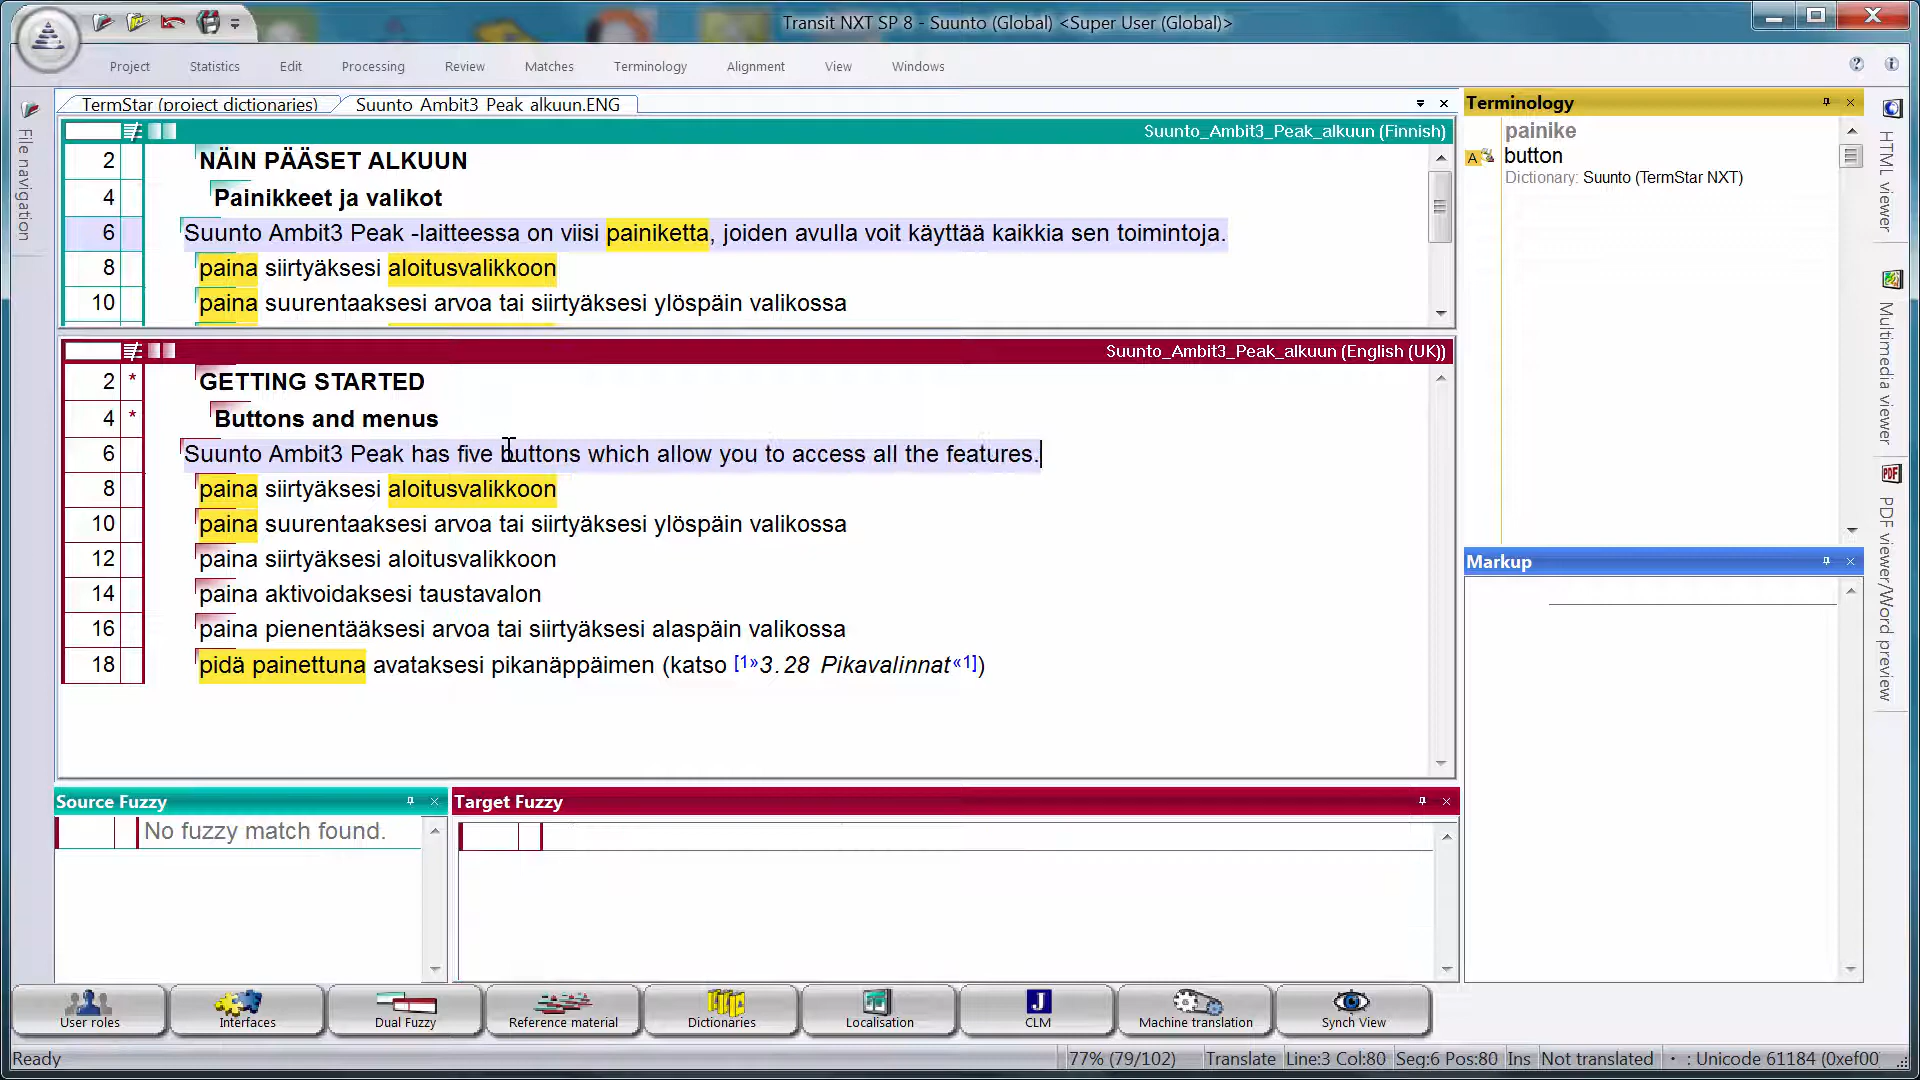 Transit NXT SP 8 - Suunto (Global) <Super User (Global)>
Project Statistics Edit Processing Review Matches Terminology Alignment View Windows
TermStar (project dictionaries) Suunto Ambit3 Peak alkuun.ENG
File navigation
Suunto_Ambit3_Peak_alkuun (Finnish)
2 NÄIN PÄÄSET ALKUUN
4 Painikkeet ja valikot
6 Suunto Ambit3 Peak -laitteessa on viisi painiketta, joiden avulla voit käyttää kaikkia sen toimintoja.
8 paina siirtyäksesi aloitusvalikkoon
10 paina suurentaaksesi arvoa tai siirtyäksesi ylöspäin valikossa
Suunto_Ambit3_Peak_alkuun (English (UK))
2 * GETTING STARTED
4 * Buttons and menus
6 Suunto Ambit3 Peak has five buttons which allow you to access all the features.
8 paina siirtyäksesi aloitusvalikkoon
10 paina suurentaaksesi arvoa tai siirtyäksesi ylöspäin valikossa
12 paina siirtyäksesi aloitusvalikkoon
14 paina aktivoidaksesi taustavalon
16 paina pienentääksesi arvoa tai siirtyäksesi alaspäin valikossa
18 pidä painettuna avataksesi pikanäppäimen (katso [1»3.28 Pikavalinnat«1])
Source Fuzzy
No fuzzy match found.
Target Fuzzy
Terminology
painike
A button
Dictionary: Suunto (TermStar NXT)
Markup
HTML viewer
Multimedia viewer
PDF
PDF viewer/Word preview
User roles Interfaces Dual Fuzzy Reference material Dictionaries Localisation CLM Machine translation Synch View
J
Ready 77% (79/102) Translate Line:3 Col:80 Seg:6 Pos:80 Ins Not translated • : Unicode 61184 (0xef00)